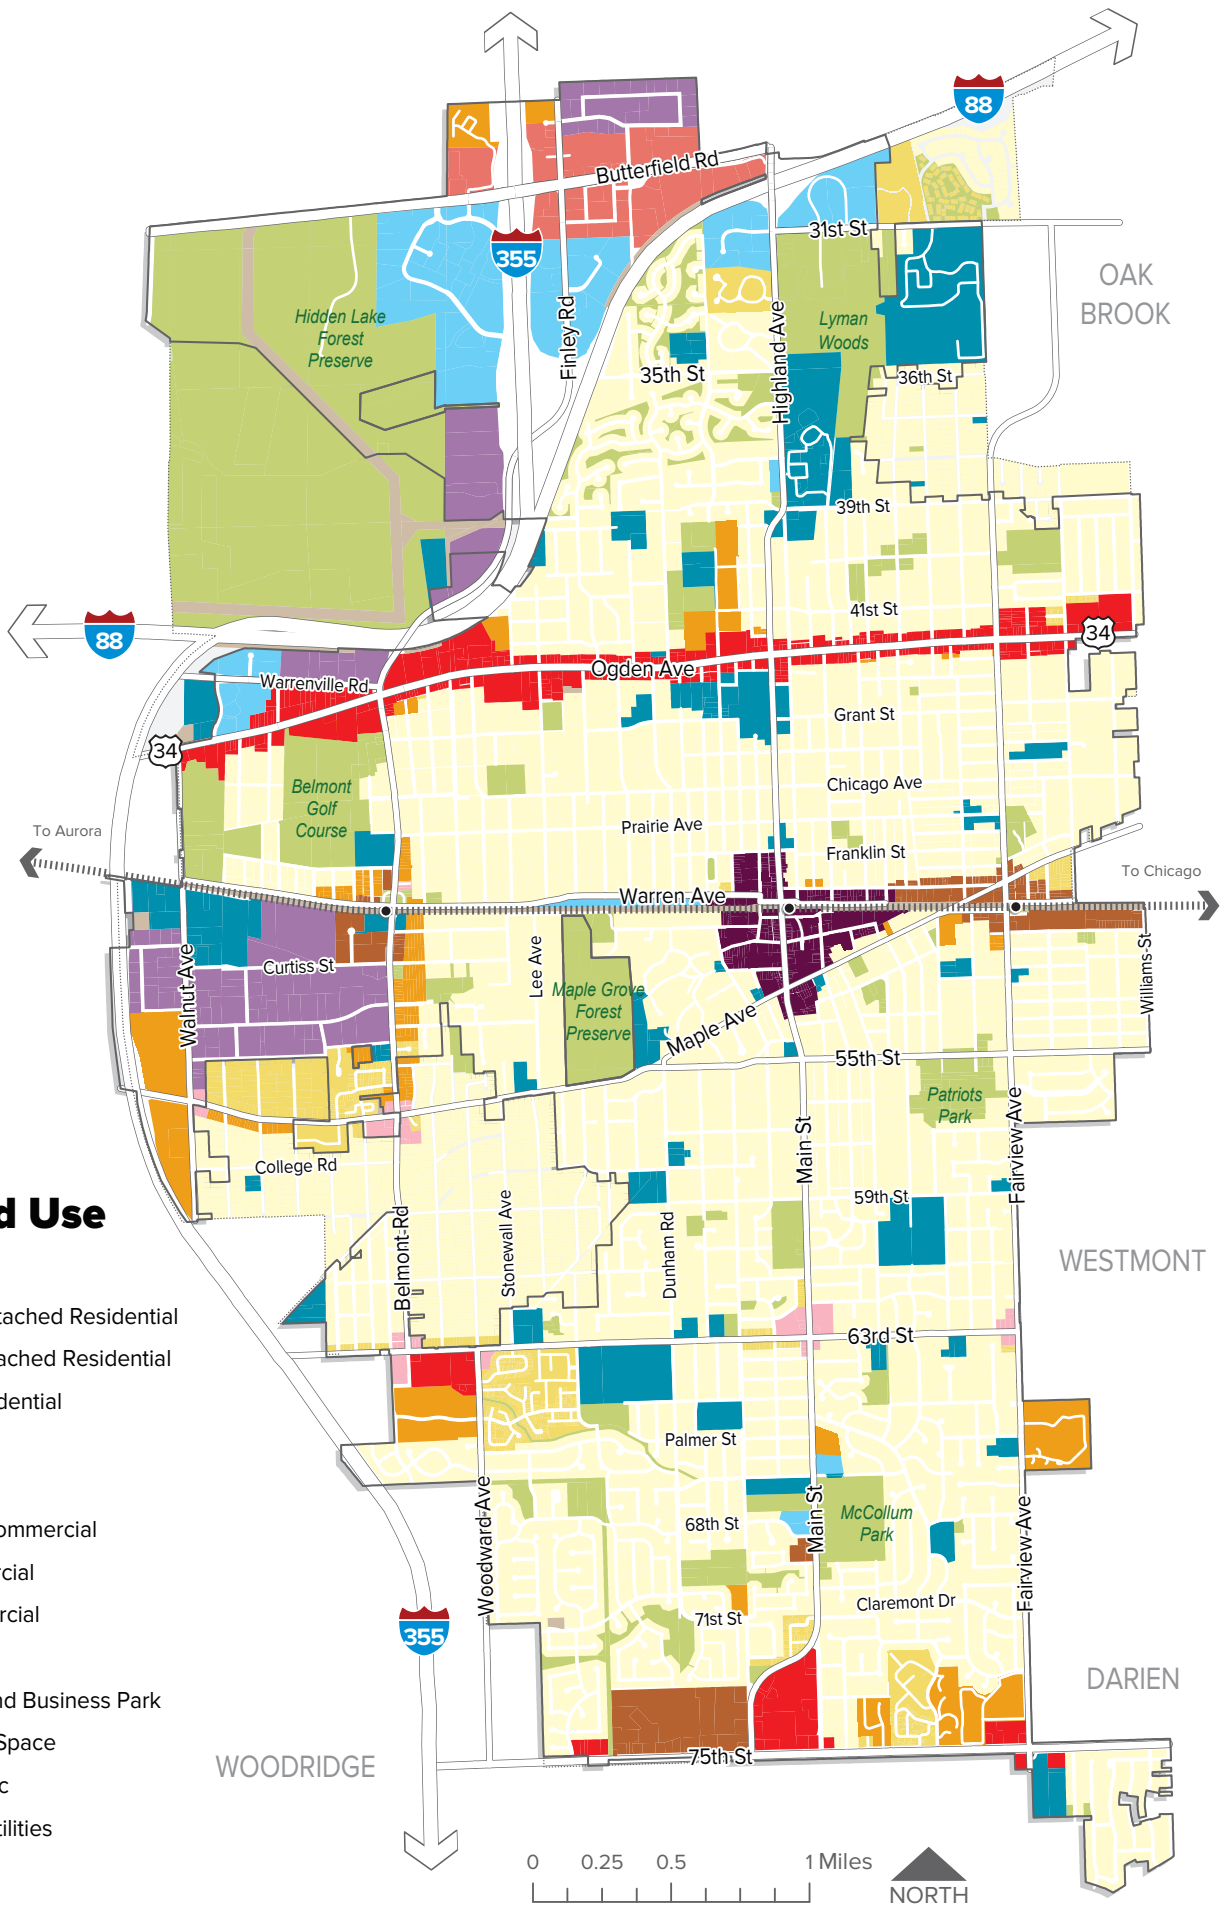 88
Butterfield Rd
31st St
355
OAK
BROOK
Hidden Lake
Forest
Preserve
Finley Rd
Highland Ave
Lyman
Woods
35th St
36th St
39th St
41st St
88
34
Ogden Ave
Warrenville Rd
Grant St
34
Chicago Ave
Belmont
Golf
Course
To Aurora
Prairie Ave
Franklin St
To Chicago
Warren Ave
Walnut Ave
Curtiss St
Lee Ave
Maple Grove
Forest
Preserve
Maple Ave
Williams St
55th St
Patriots
Park
Main St
Fairview Ave
College Rd
59th St
d Use
Belmont Rd
Stonewall Ave
Dunham Rd
WESTMONT
tached Residential
63rd St
ached Residential
dential
Palmer St
Woodward Ave
Main St
McCollum
Park
68th St
Fairview Ave
ommercial
cial
Claremont Dr
rcial
71st St
355
DARIEN
nd Business Park
Space
75th St
WOODRIDGE
c
tilities
0 0.25 0.5 1 Miles
NORTH